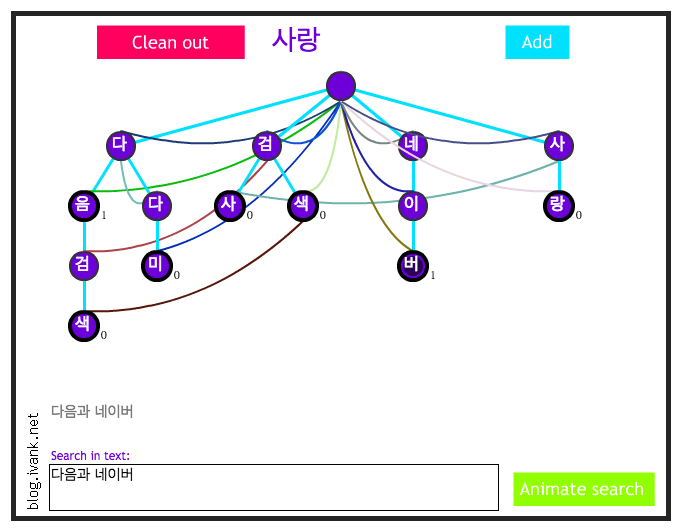 Clean out 사랑 Add
다 검 네 사
음 1 다 사 0 색 0 이 랑 0
검 미 0 버 1
색 0
다음과 네이버
Search in text:
다음과 네이버
Animate search
blog.ivank.net